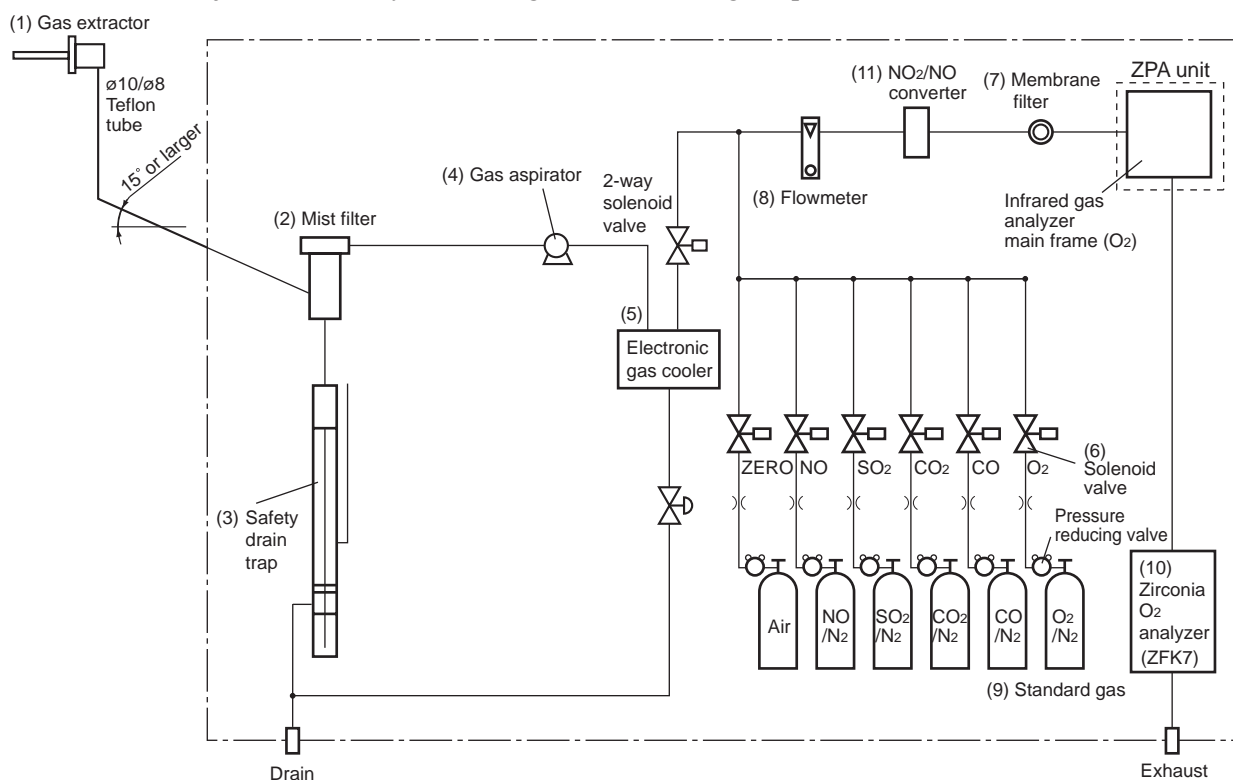 (1) Gas extractor
ø10/ø8
Teflon
tube
15° or larger
(2) Mist filter
(4) Gas aspirator
2-way
solenoid
valve
(11) NO2/NO
converter
(7) Membrane
filter
ZPA unit
(8) Flowmeter
Infrared gas
analyzer
main frame (O2)
(5)
Electronic
gas cooler
(3) Safety
drain
trap
ZERO
NO
SO2
CO2
CO
O2
(6)
Solenoid
valve
Pressure
reducing valve
Air
NO
/N2
SO2
/N2
CO2
/N2
CO
/N2
O2
/N2
(9) Standard gas
(10)
Zirconia
O2
analyzer
(ZFK7)
Drain
Exhaust